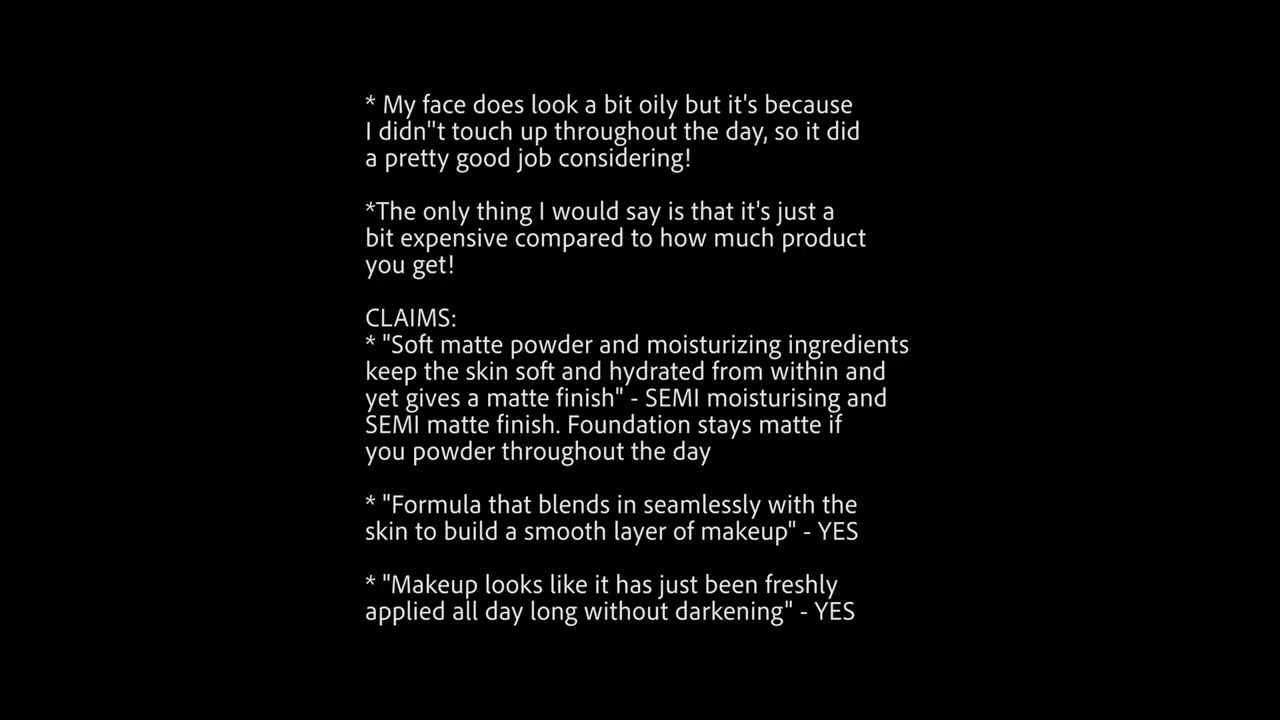 * My face does look a bit oily but it's because
I didn"t touch up throughout the day, so it did
a pretty good job considering!
*The only thing I would say is that it's just a
bit expensive compared to how much product
you get!
CLAIMS:
* "Soft matte powder and moisturizing ingredients
keep the skin soft and hydrated from within and
yet gives a matte finish" - SEMI moisturising and
SEMI matte finish. Foundation stays matte if
you powder throughout the day
* "Formula that blends in seamlessly with the
skin to build a smooth layer of makeup" - YES
* "Makeup looks like it has just been freshly
applied all day long without darkening" - YES